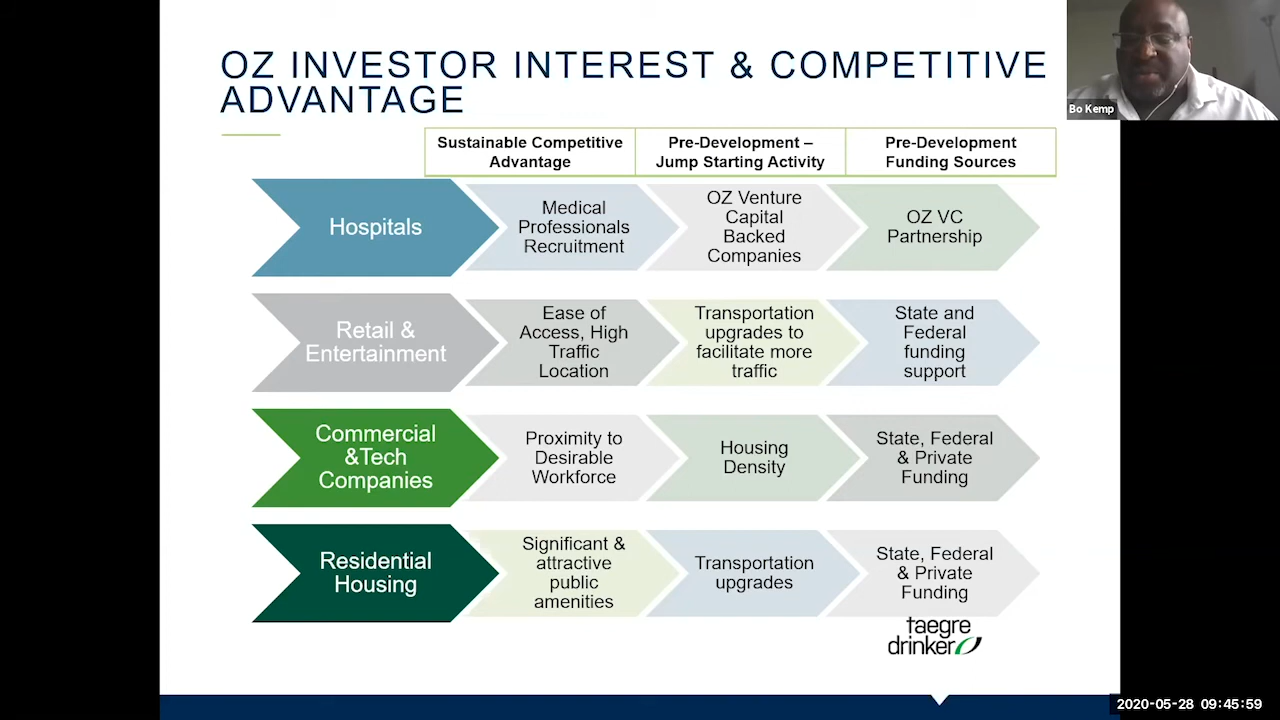 OZ INVESTOR INTEREST & COMPETITIVE
ADVANTAGE
Bo Kemp
Sustainable Competitive
Advantage
Pre-Development –
Jump Starting Activity
Pre-Development
Funding Sources
Hospitals
Medical
Professionals
Recruitment
OZ Venture
Capital
Backed
Companies
OZ VC
Partnership
Retail &
Entertainment
Ease of
Access, High
Traffic
Location
Transportation
upgrades to
facilitate more
traffic
State and
Federal
funding
support
Commercial
&Tech
Companies
Proximity to
Desirable
Workforce
Housing
Density
State, Federal
& Private
Funding
Residential
Housing
Significant &
attractive
public
amenities
Transportation
upgrades
State, Federal
& Private
Funding
faegre
drinker
2020-05-28 09:45:59